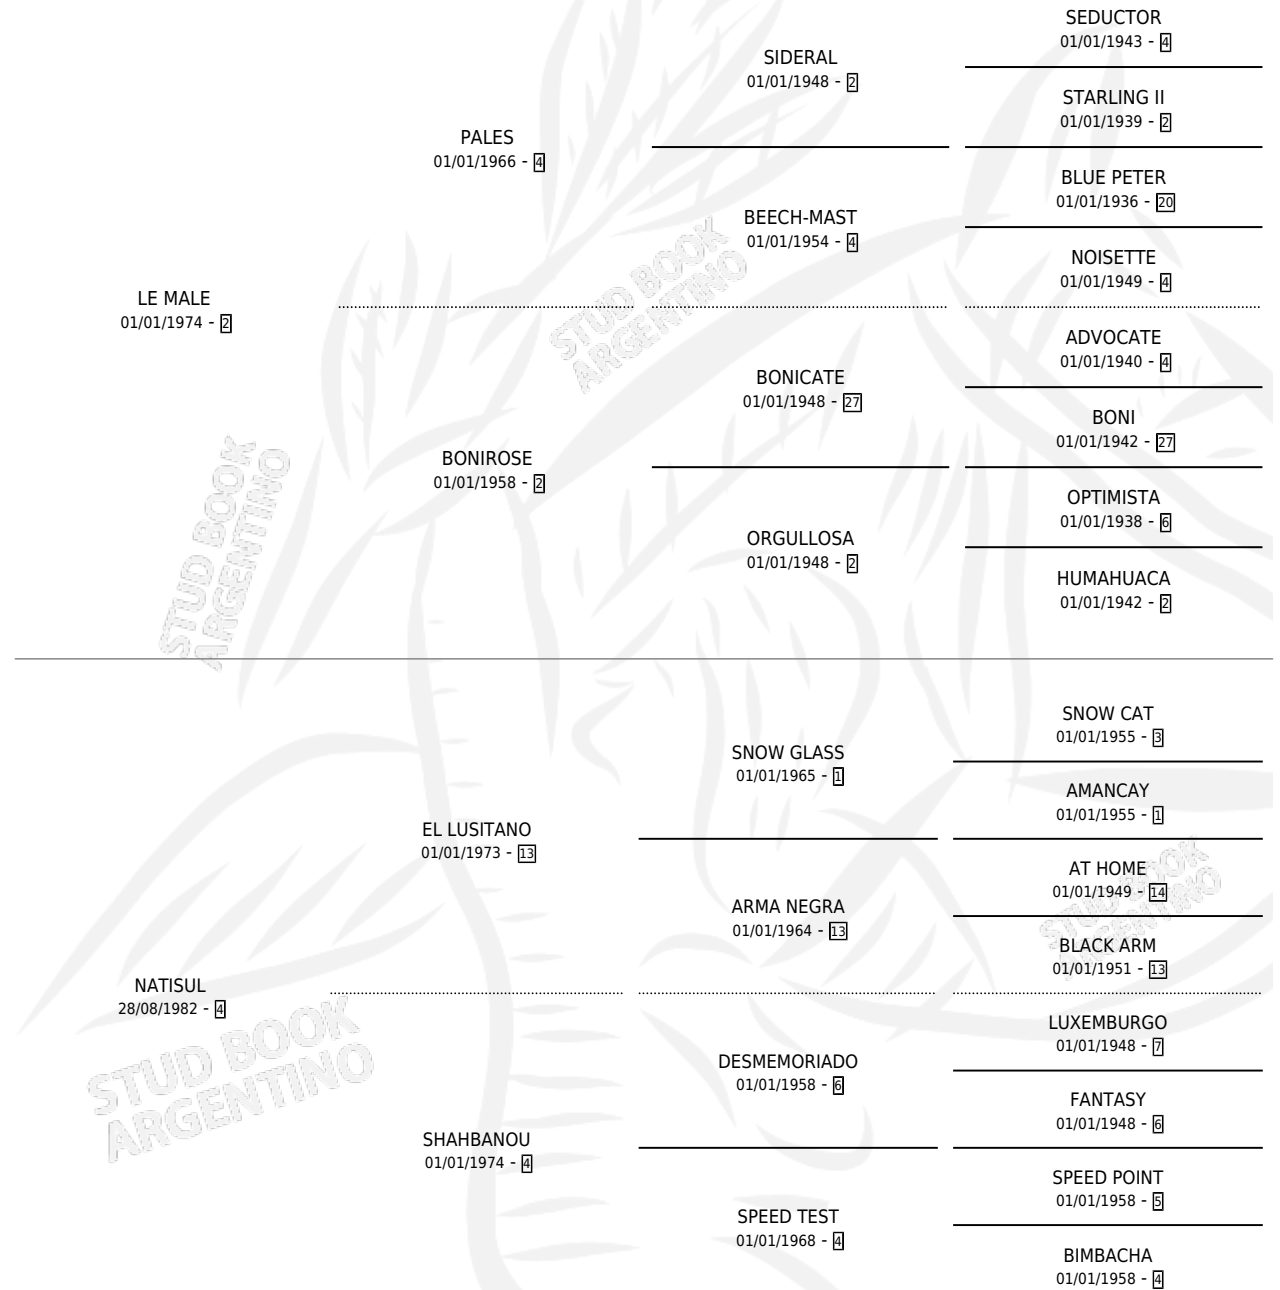 SEDUCTOR
01/01/1943 - 4
SIDERAL
01/01/1948 - 2
STARLING II
01/01/1939 - 2
PALES
01/01/1966 - 4
BLUE PETER
01/01/1936 - 20
BEECH-MAST
01/01/1954 - 4
NOISETTE
01/01/1949 - 4
LE MALE
01/01/1974 - 2
ADVOCATE
01/01/1940 - 4
BONICATE
01/01/1948 - 27
BONI
01/01/1942 - 27
BONIROSE
01/01/1958 - 2
OPTIMISTA
01/01/1938 - 6
ORGULLOSA
01/01/1948 - 2
HUMAHUACA
01/01/1942 - 2
STUD BOOK
ARGENTINO
STUD BOOK
ARGENTINO
SNOW CAT
01/01/1955 - 3
SNOW GLASS
01/01/1965 - 1
AMANCAY
01/01/1955 - 1
EL LUSITANO
01/01/1973 - 13
AT HOME
01/01/1949 - 14
ARMA NEGRA
01/01/1964 - 13
BLACK ARM
01/01/1951 - 13
NATISUL
28/08/1982 - 4
LUXEMBURGO
01/01/1948 - 7
DESMEMORIADO
01/01/1958 - 6
FANTASY
01/01/1948 - 6
SHAHBANOU
01/01/1974 - 4
SPEED POINT
01/01/1958 - 5
SPEED TEST
01/01/1968 - 4
BIMBACHA
01/01/1958 - 4
STUD BOOK
ARGENTINO
STUD BOOK
ARGENTINO